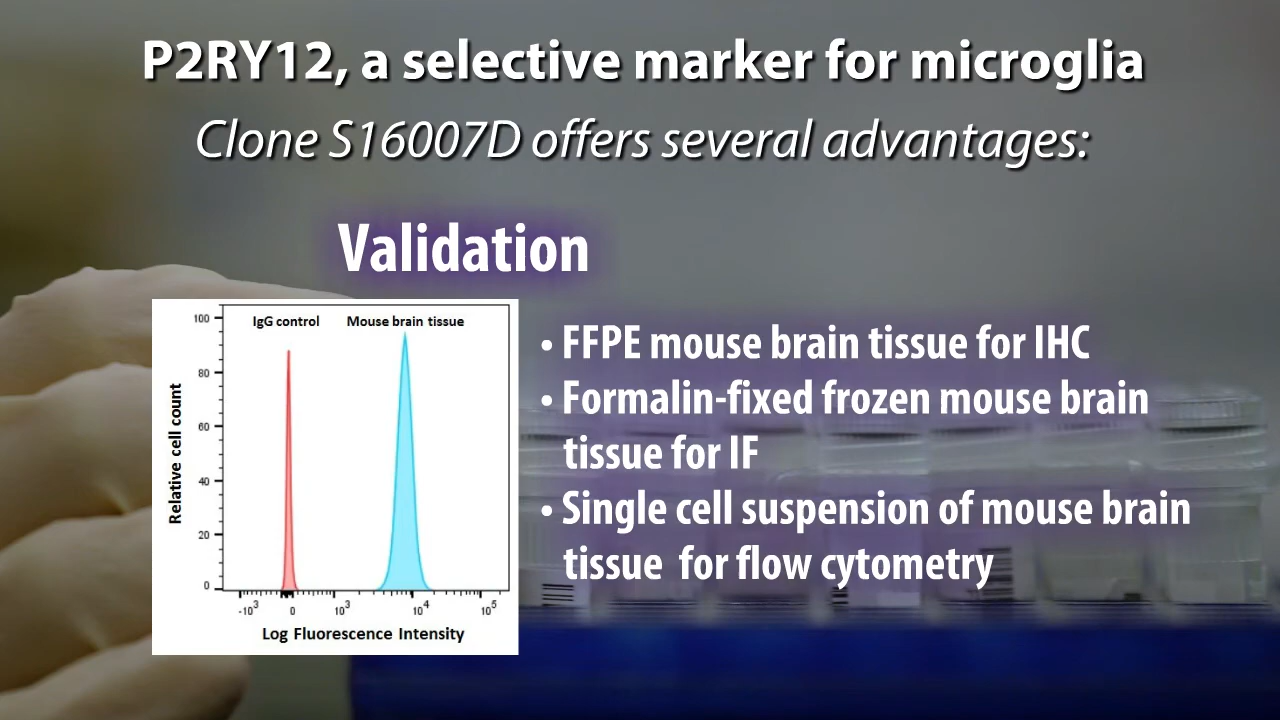 P2RY12, a selective marker for microglia
Clone S16007D offers several advantages:
Validation
IgG control
Mouse brain tissue
100
80
60
40
20
0
Relative cell count
-10³ 0 10³ 10⁴ 10⁵
Log Fluorescence Intensity
• FFPE mouse brain tissue for IHC
• Formalin-fixed frozen mouse brain
tissue for IF
• Single cell suspension of mouse brain
tissue for flow cytometry